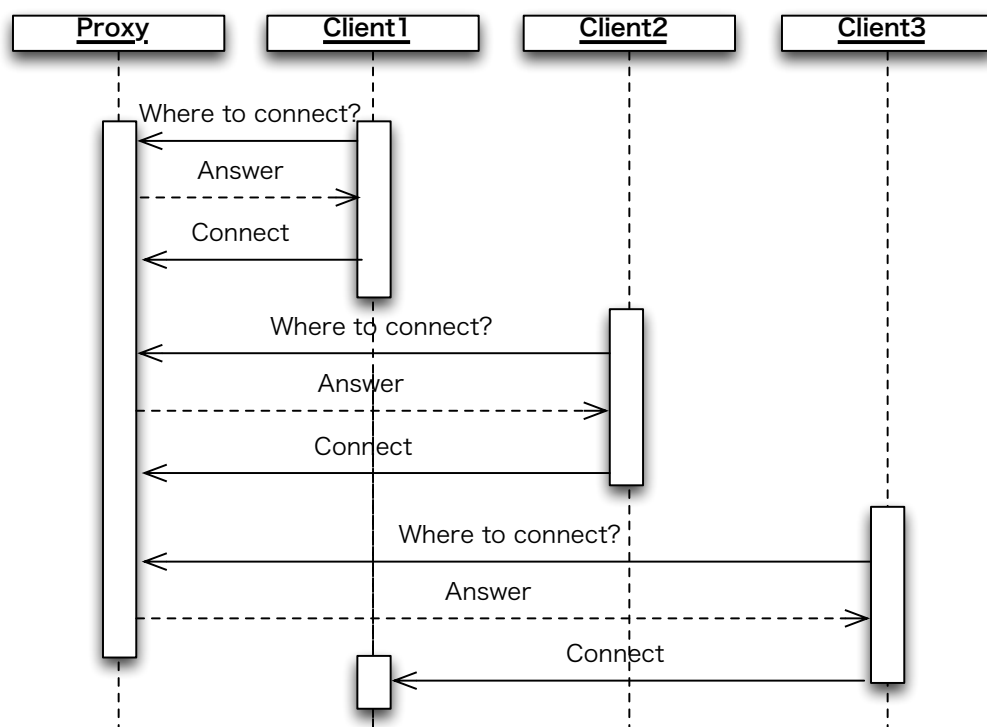 Proxy
Client1
Client2
Client3
Where to connect?
Answer
Connect
Where to connect?
Answer
Connect
Where to connect?
Answer
Connect